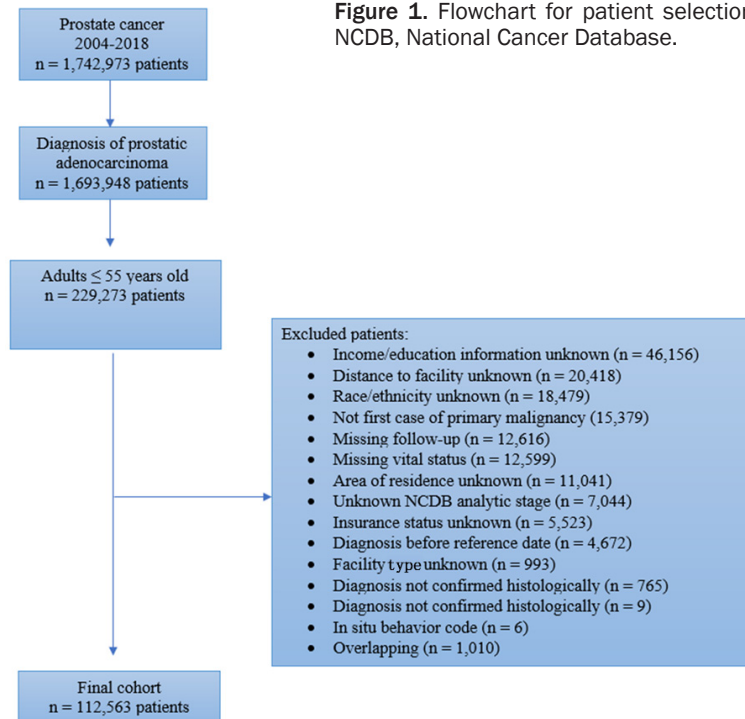 Prostate cancer
2004-2018
n = 1,742,973 patients
Figure 1. Flowchart for patient selection
NCDB, National Cancer Database.
Diagnosis of prostatic
adenocarcinoma
n = 1,693,948 patients
Adults ≤ 55 years old
n = 229,273 patients
Excluded patients:
• Income/education information unknown (n = 46,156)
• Distance to facility unknown (n = 20,418)
• Race/ethnicity unknown (n = 18,479)
• Not first case of primary malignancy (15,379)
• Missing follow-up (n = 12,616)
• Missing vital status (n = 12,599)
• Area of residence unknown (n = 11,041)
• Unknown NCDB analytic stage (n = 7,044)
• Insurance status unknown (n = 5,523)
• Diagnosis before reference date (n = 4,672)
• Facility type unknown (n = 993)
• Diagnosis not confirmed histologically (n = 765)
• Diagnosis not confirmed histologically (n = 9)
• In situ behavior code (n = 6)
• Overlapping (n = 1,010)
Final cohort
n = 112,563 patients